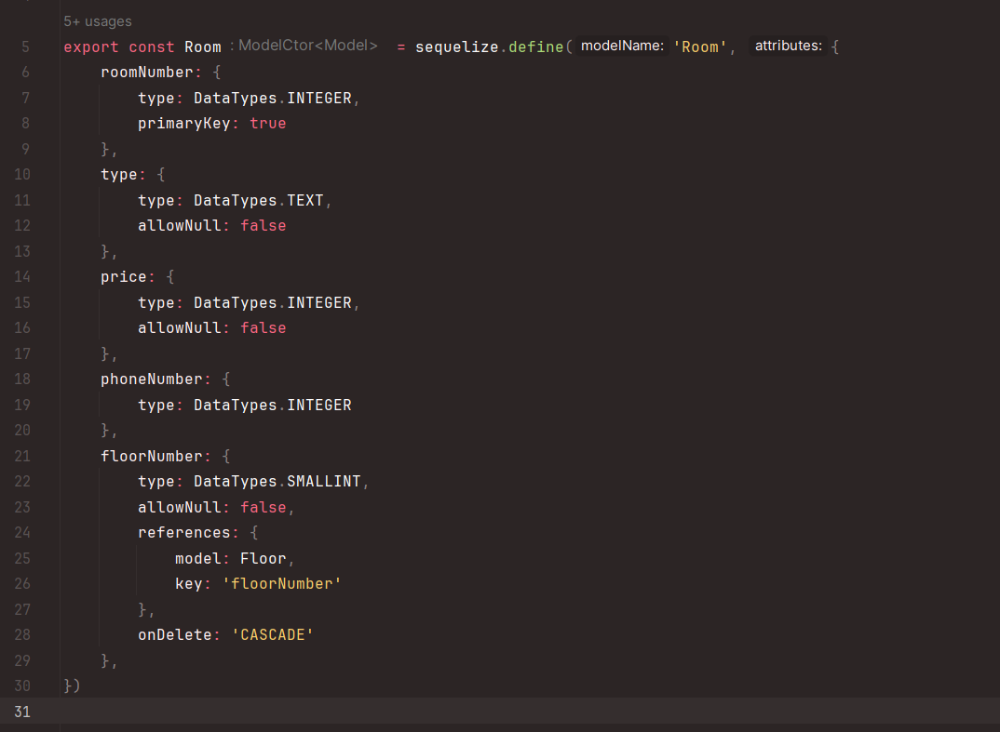 5+ usages
5 export const Room : ModelCtor<Model> = sequelize.define( modelName: 'Room', attributes: {
6 roomNumber: {
7 type: DataTypes.INTEGER,
8 primaryKey: true
9 },
10 type: {
11 type: DataTypes.TEXT,
12 allowNull: false
13 },
14 price: {
15 type: DataTypes.INTEGER,
16 allowNull: false
17 },
18 phoneNumber: {
19 type: DataTypes.INTEGER
20 },
21 floorNumber: {
22 type: DataTypes.SMALLINT,
23 allowNull: false,
24 references: {
25 model: Floor,
26 key: 'floorNumber'
27 },
28 onDelete: 'CASCADE'
29 },
30 })
31